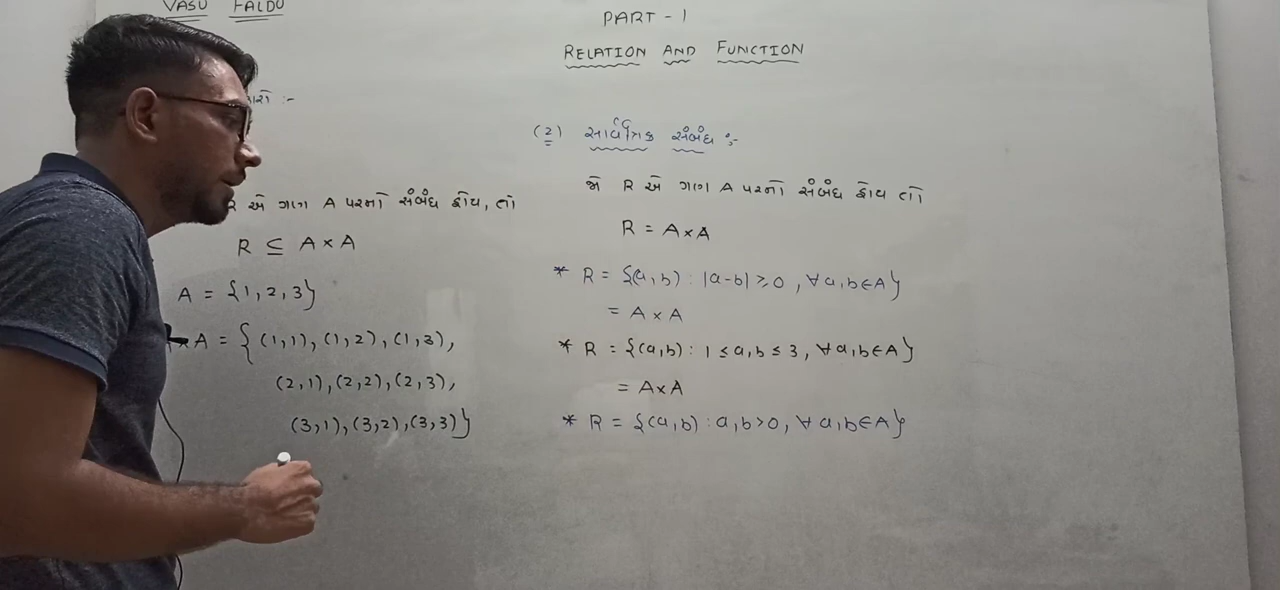 VASU FALDU
PART - 1
RELATION AND FUNCTION
R એ ગણ A પરનો સંબંધ હોય, તો
R ⊆ A × A
A = {1, 2, 3}
A = { (1,1), (1,2), (1,3),
(2,1), (2,2), (2,3),
(3,1), (3,2), (3,3)}
(2) સાર્વત્રિક સંબંધ :-
જો R એ ગણ A પરનો સંબંધ હોય તો
R = A×A
* R = {(a, b) : |a-b| ≥ 0 , ∀ a, b ∈ A}
= A × A
* R = {(a, b) : 1 ≤ a, b ≤ 3, ∀ a, b ∈ A}
= A×A
* R = {(a, b) : a, b > 0, ∀ a, b ∈ A}